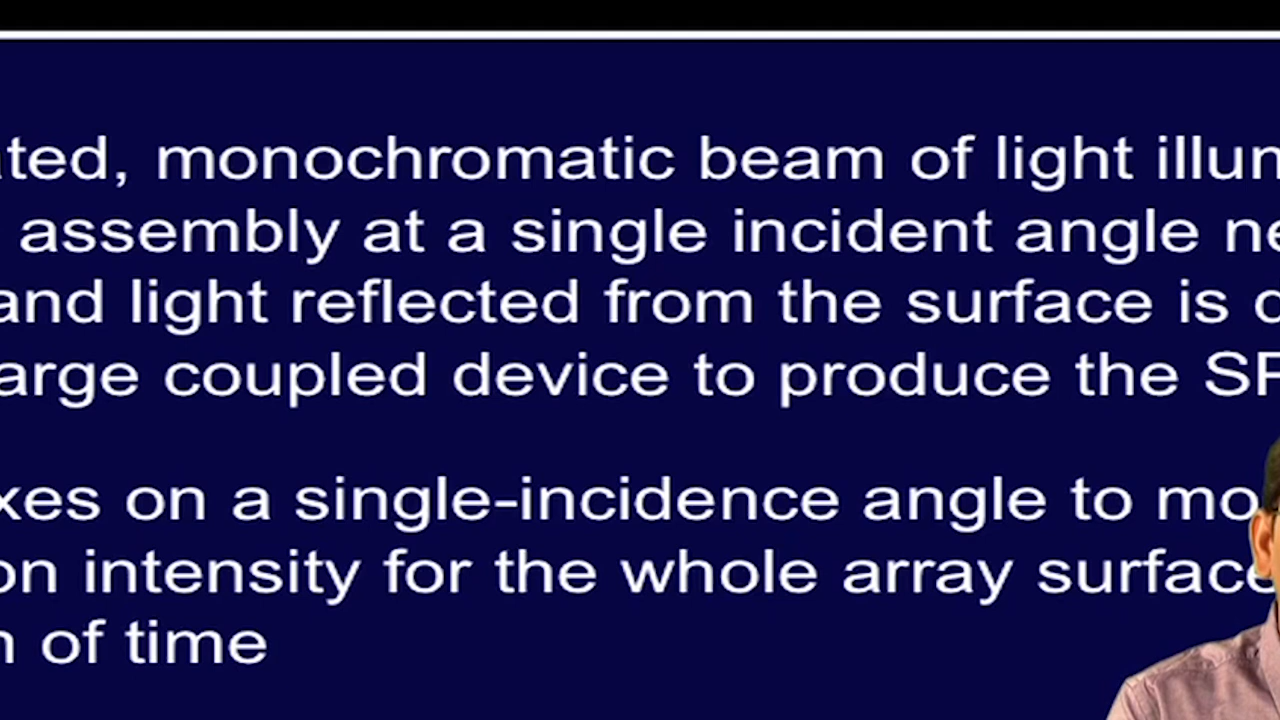 ated, monochromatic beam of light illun
assembly at a single incident angle ne
and light reflected from the surface is c
arge coupled device to produce the SP
xes on a single-incidence angle to mo
on intensity for the whole array surface
n of time